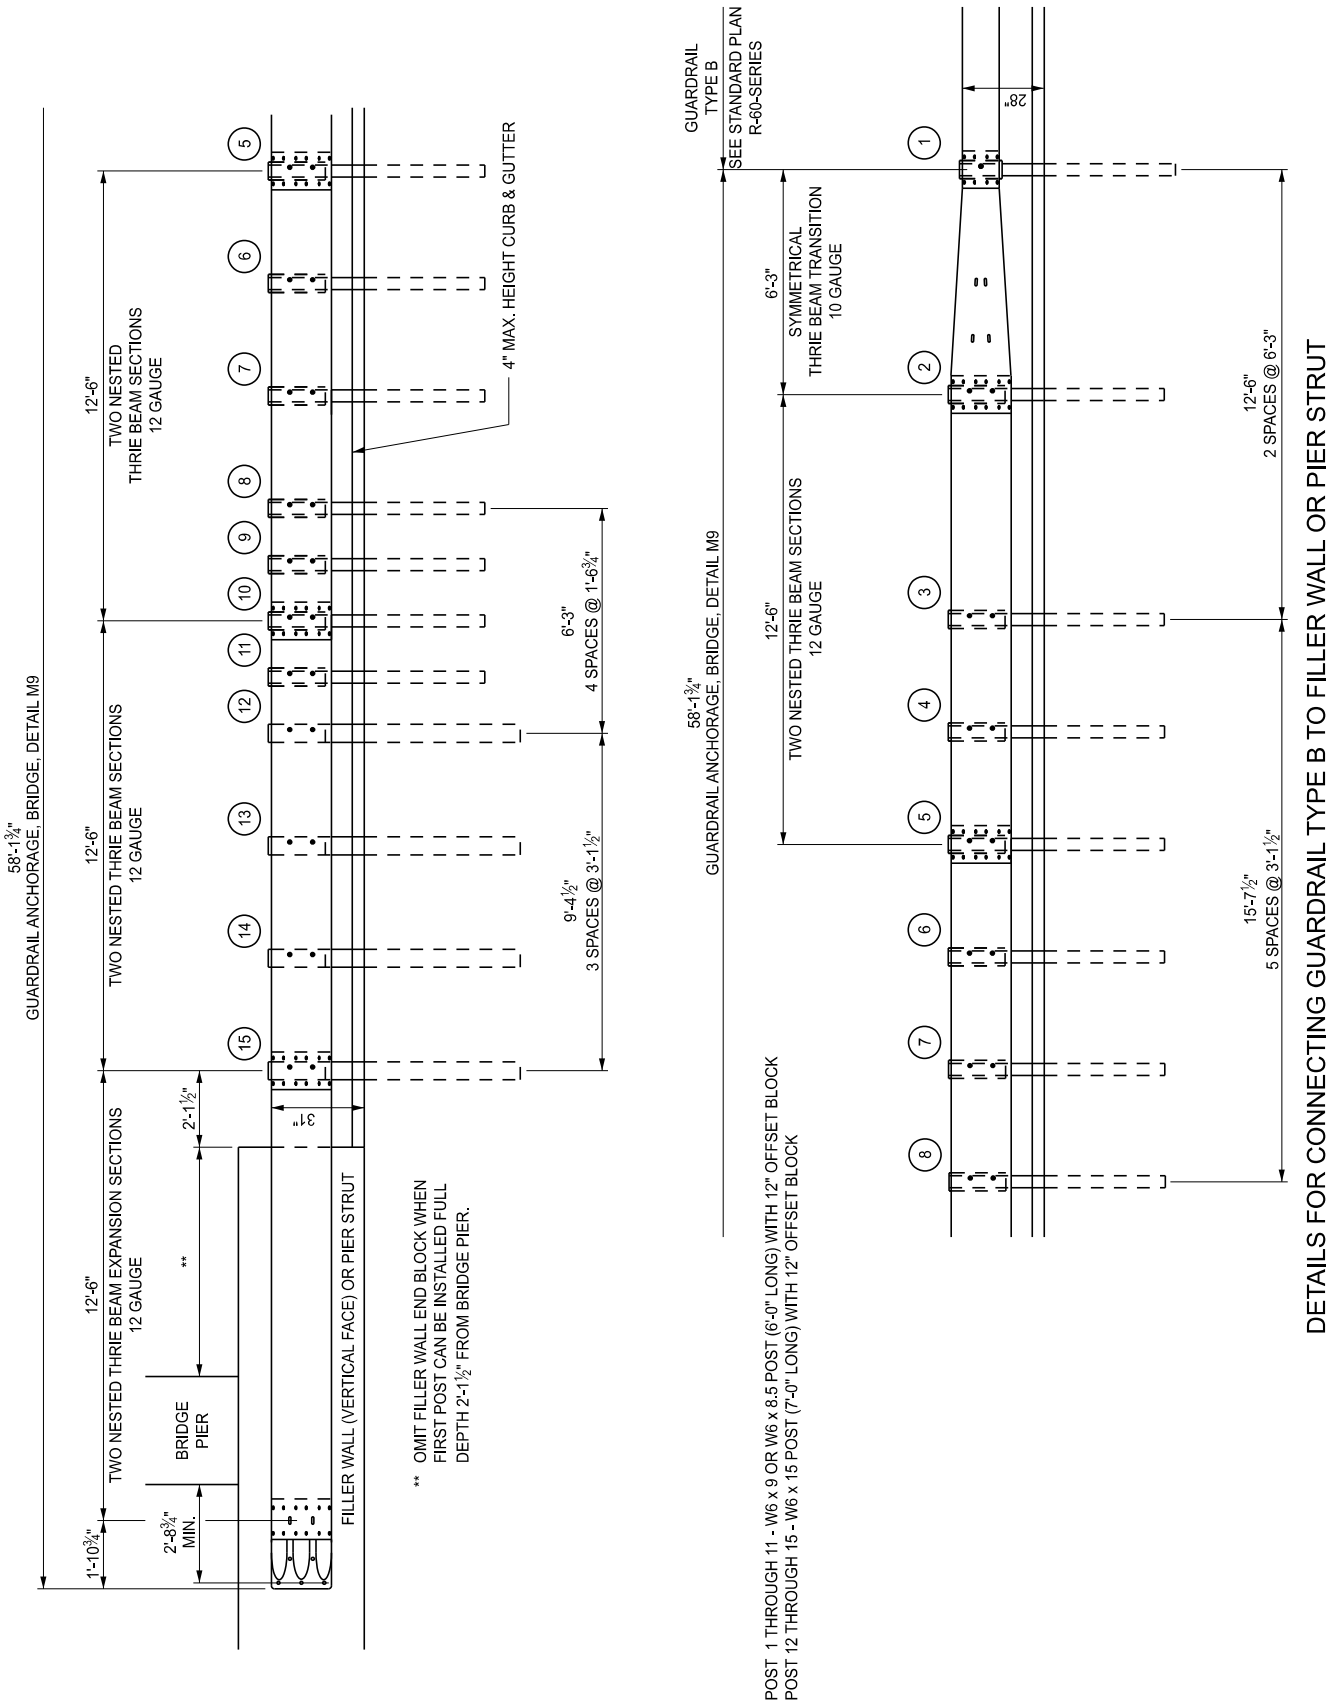 58'-1¾"
GUARDRAIL ANCHORAGE, BRIDGE, DETAIL M9
1'-10¾"
12'-6"
TWO NESTED THRIE BEAM EXPANSION SECTIONS
12 GAUGE
12'-6"
TWO NESTED THRIE BEAM SECTIONS
12 GAUGE
12'-6"
TWO NESTED
THRIE BEAM SECTIONS
12 GAUGE
2'-8¾"
MIN.
BRIDGE
PIER
**
2'-1½"
15
14
13
12
11
10
9
8
7
6
5
31"
FILLER WALL (VERTICAL FACE) OR PIER STRUT
** OMIT FILLER WALL END BLOCK WHEN
FIRST POST CAN BE INSTALLED FULL
DEPTH 2'-1½" FROM BRIDGE PIER.
9'-4½"
3 SPACES @ 3'-1½"
6'-3"
4 SPACES @ 1'-6¾"
4" MAX. HEIGHT CURB & GUTTER
58'-1¾"
GUARDRAIL ANCHORAGE, BRIDGE, DETAIL M9
GUARDRAIL
TYPE B
SEE STANDARD PLAN
R-60-SERIES
12'-6"
TWO NESTED THRIE BEAM SECTIONS
12 GAUGE
6'-3"
SYMMETRICAL
THRIE BEAM TRANSITION
10 GAUGE
POST 1 THROUGH 11 - W6 x 9 OR W6 x 8.5 POST (6'-0" LONG) WITH 12" OFFSET BLOCK
POST 12 THROUGH 15 - W6 x 15 POST (7'-0" LONG) WITH 12" OFFSET BLOCK
8
7
6
5
4
3
2
1
28"
15'-7½"
5 SPACES @ 3'-1½"
12'-6"
2 SPACES @ 6'-3"
DETAILS FOR CONNECTING GUARDRAIL TYPE B TO FILLER WALL OR PIER STRUT